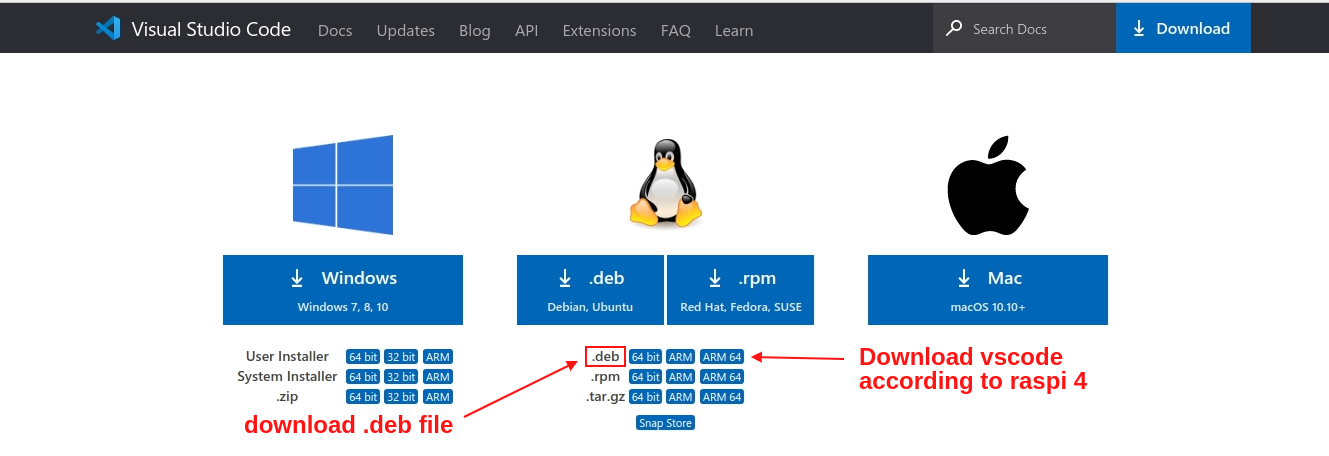 Visual Studio Code Docs Updates Blog API Extensions FAQ Learn Search Docs Download
Windows
Windows 7, 8, 10
.deb
Debian, Ubuntu
.rpm
Red Hat, Fedora, SUSE
Mac
macOS 10.10+
User Installer 64 bit 32 bit ARM
System Installer 64 bit 32 bit ARM
.zip 64 bit 32 bit ARM
.deb 64 bit ARM ARM 64
.rpm 64 bit ARM ARM 64
.tar.gz 64 bit ARM ARM 64
Snap Store
Download vscode
according to raspi 4
download .deb file